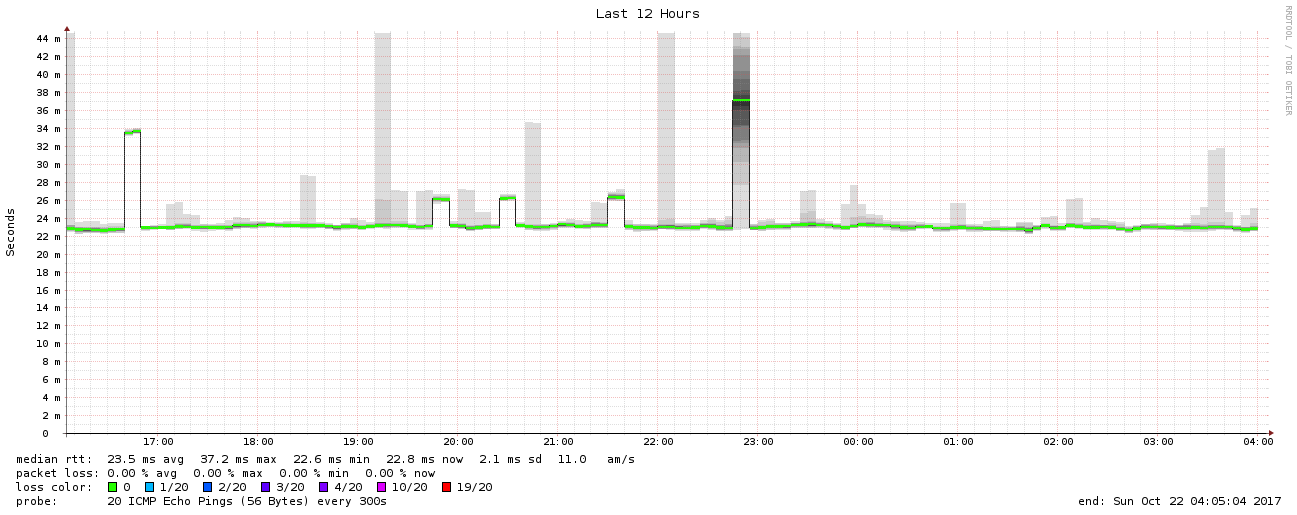 Last 12 Hours
RRDTOOL / TOBI OETIKER
Seconds
44 m
42 m
40 m
38 m
36 m
34 m
32 m
30 m
28 m
26 m
24 m
22 m
20 m
18 m
16 m
14 m
12 m
10 m
8 m
6 m
4 m
2 m
0
17:00 18:00 19:00 20:00 21:00 22:00 23:00 00:00 01:00 02:00 03:00 04:00
median rtt: 23.5 ms avg 37.2 ms max 22.6 ms min 22.8 ms now 2.1 ms sd 11.0 am/s
packet loss: 0.00 % avg 0.00 % max 0.00 % min 0.00 % now
loss color: 0 1/20 2/20 3/20 4/20 10/20 19/20
probe: 20 ICMP Echo Pings (56 Bytes) every 300s end: Sun Oct 22 04:05:04 2017